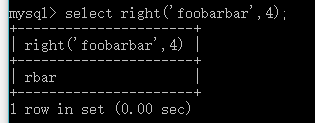 mysql> select right('foobarbar',4);
+----------------------+
| right('foobarbar',4) |
+----------------------+
| rbar                 |
+----------------------+
1 row in set (0.00 sec)